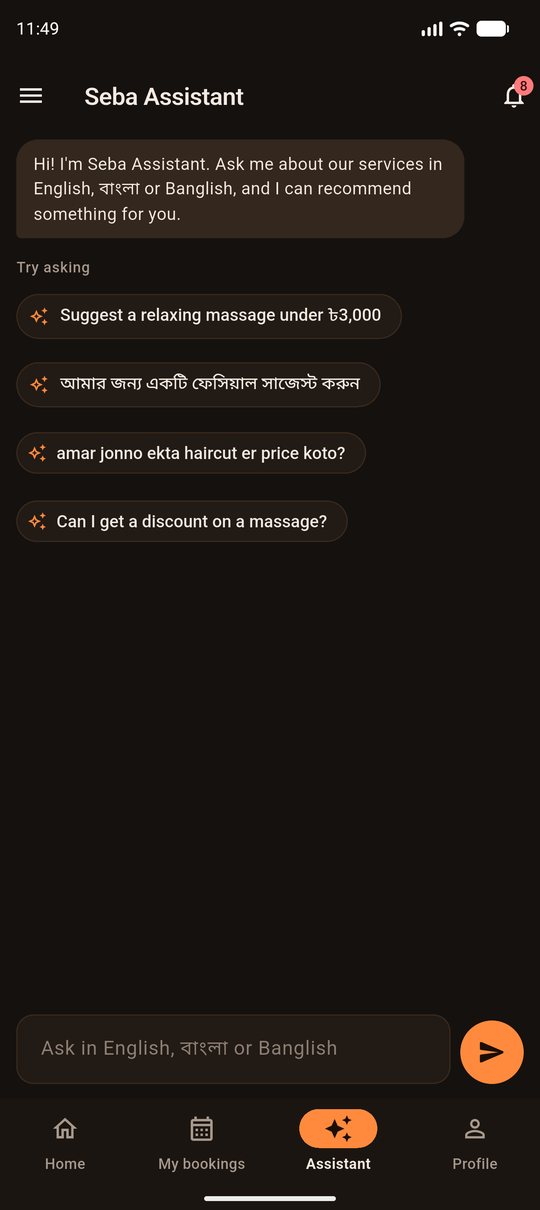 11:49
Seba Assistant
8
Hi! I'm Seba Assistant. Ask me about our services in
English, বাংলা or Banglish, and I can recommend
something for you.
Try asking
Suggest a relaxing massage under ৳3,000
আমার জন্য একটি ফেসিয়াল সাজেস্ট করুন
amar jonno ekta haircut er price koto?
Can I get a discount on a massage?
Ask in English, বাংলা or Banglish
Home
My bookings
Assistant
Profile